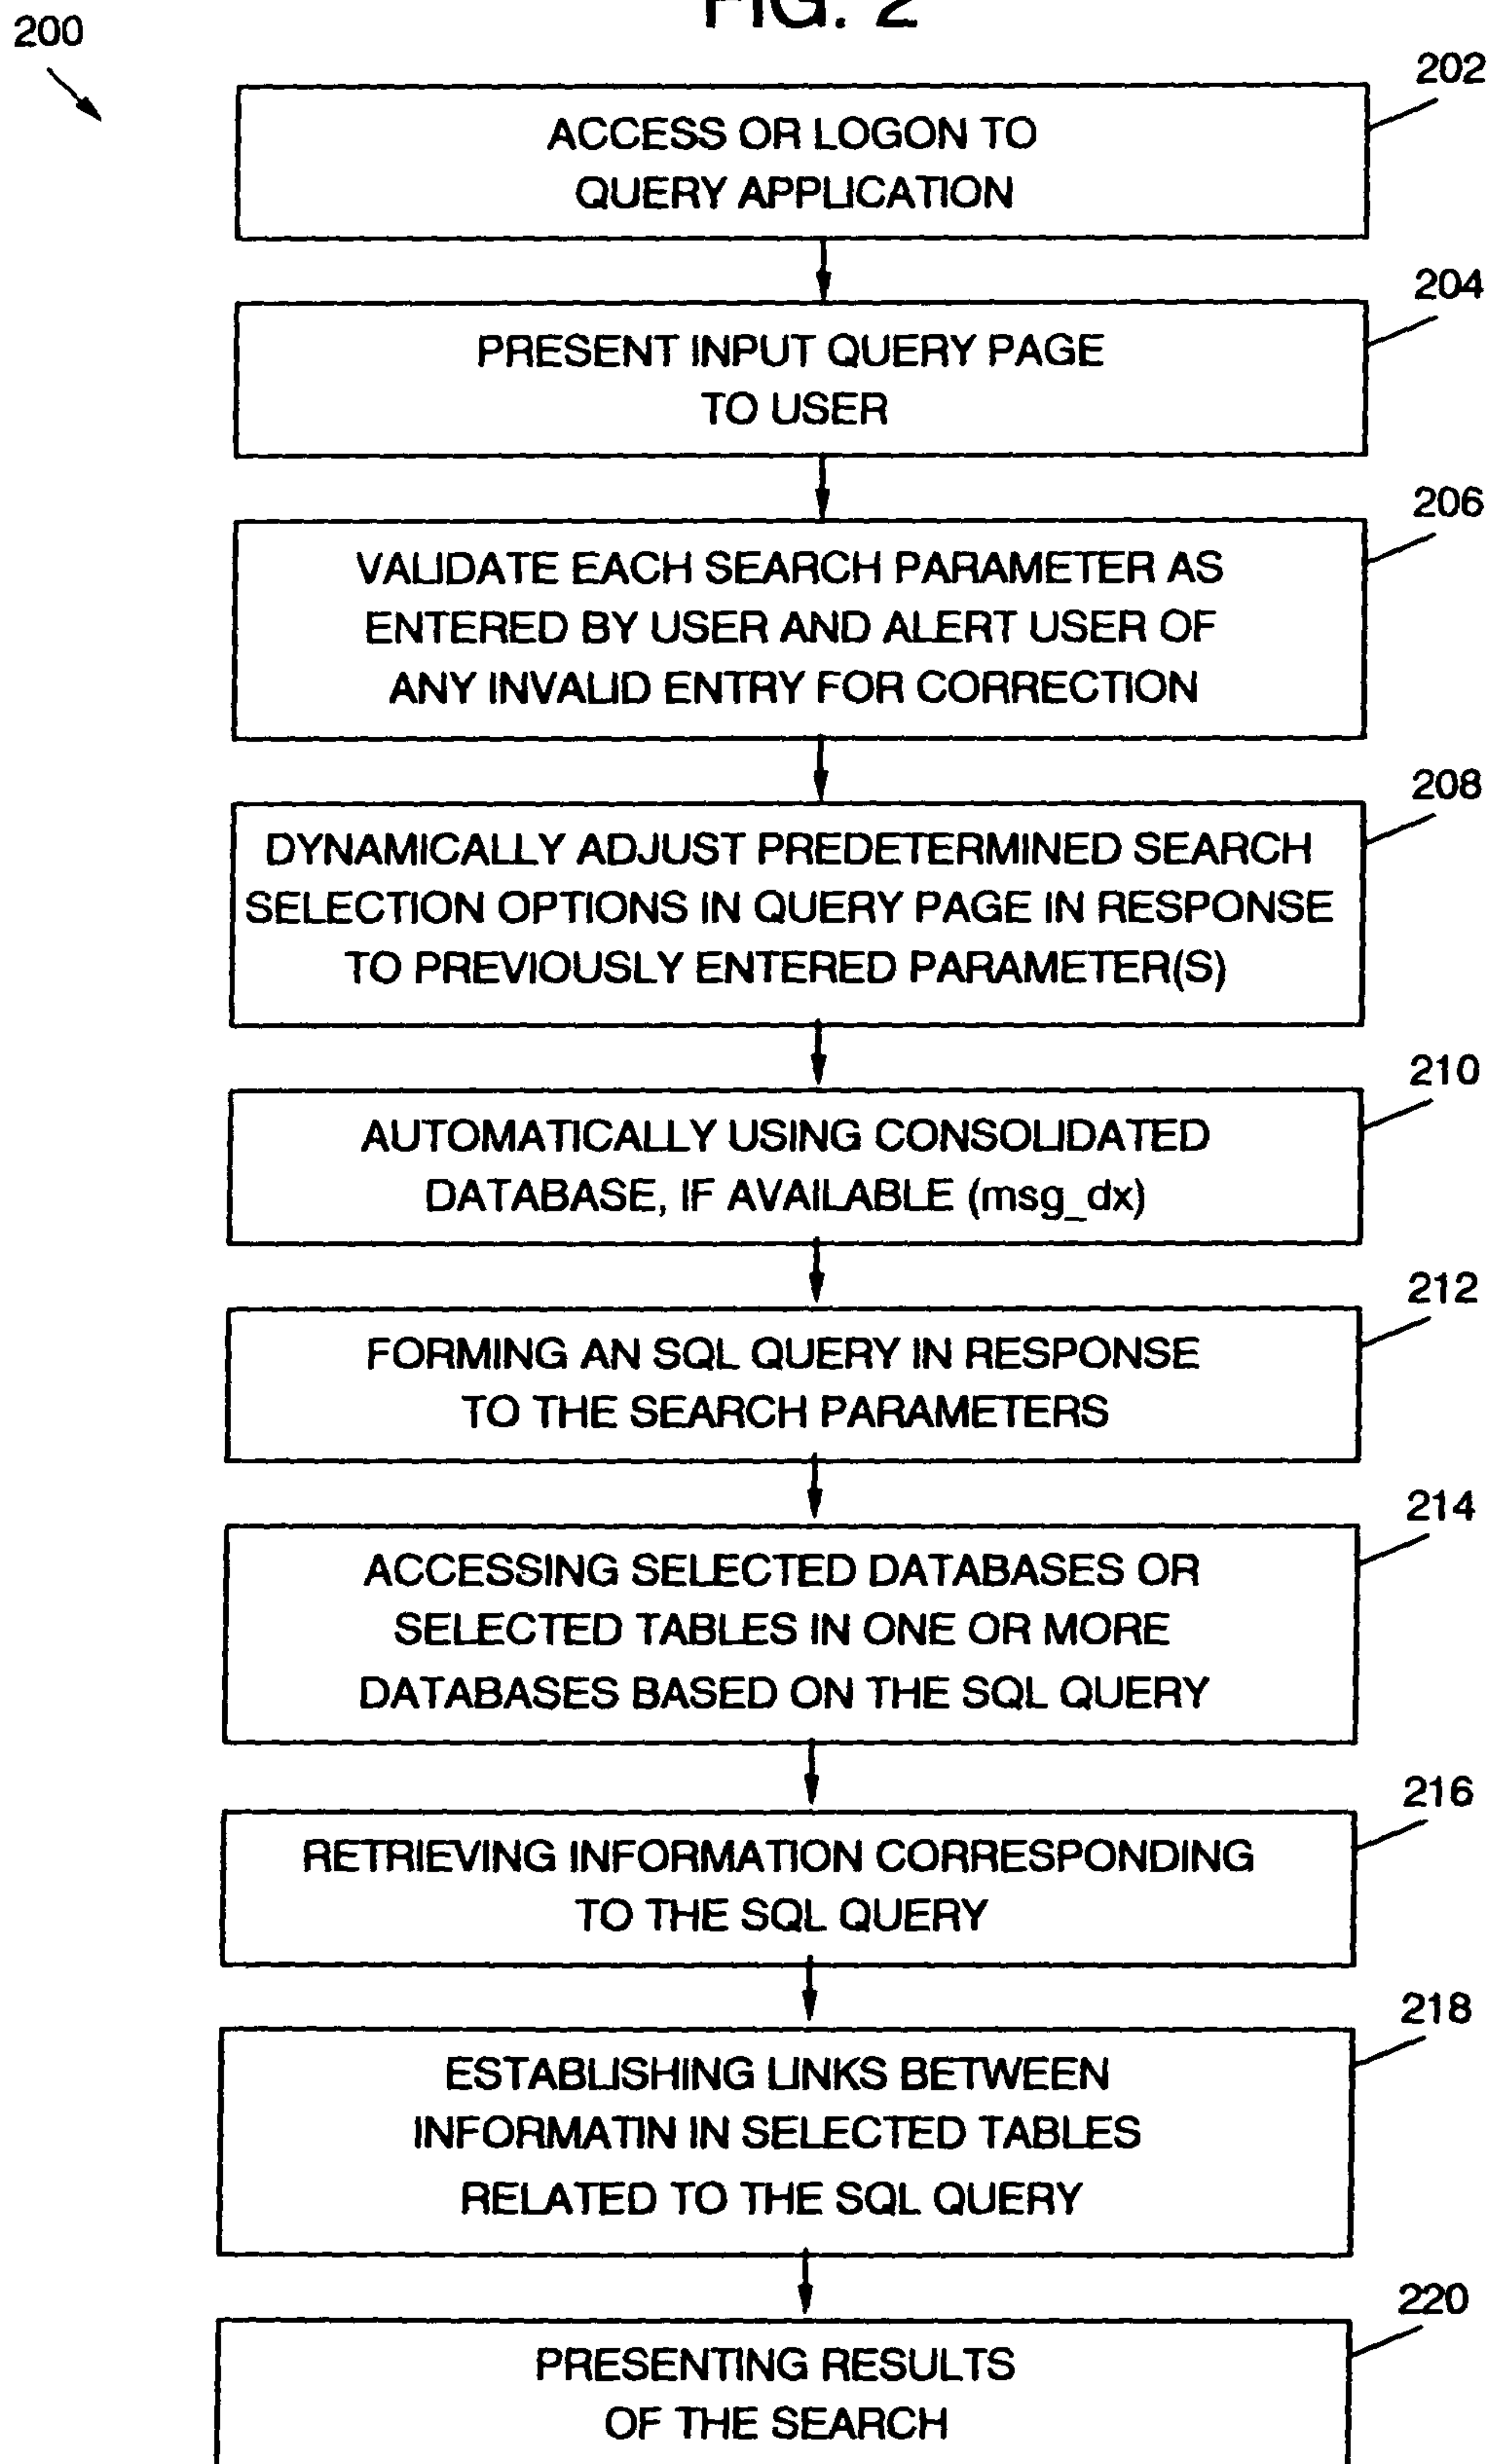 FIG. 2
200
202
ACCESS OR LOGON TO
QUERY APPLICATION
204
PRESENT INPUT QUERY PAGE
TO USER
206
VALIDATE EACH SEARCH PARAMETER AS
ENTERED BY USER AND ALERT USER OF
ANY INVALID ENTRY FOR CORRECTION
208
DYNAMICALLY ADJUST PREDETERMINED SEARCH
SELECTION OPTIONS IN QUERY PAGE IN RESPONSE
TO PREVIOUSLY ENTERED PARAMETER(S)
210
AUTOMATICALLY USING CONSOLIDATED
DATABASE, IF AVAILABLE (msg_dx)
212
FORMING AN SQL QUERY IN RESPONSE
TO THE SEARCH PARAMETERS
214
ACCESSING SELECTED DATABASES OR
SELECTED TABLES IN ONE OR MORE
DATABASES BASED ON THE SQL QUERY
216
RETRIEVING INFORMATION CORRESPONDING
TO THE SQL QUERY
218
ESTABLISHING LINKS BETWEEN
INFORMATIN IN SELECTED TABLES
RELATED TO THE SQL QUERY
220
PRESENTING RESULTS
OF THE SEARCH